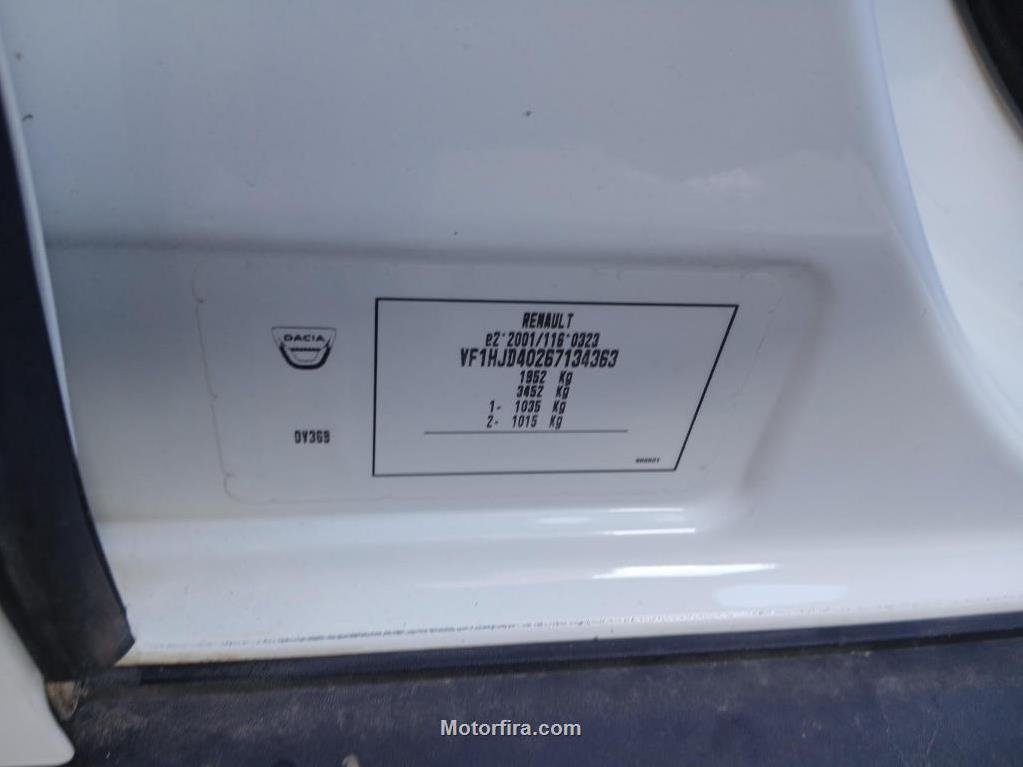 DACIA
RENAULT
e2*2001/116*0323
VF1HJD40267134363
1952 Kg
3452 Kg
1- 1035 Kg
2- 1015 Kg
Motorfira.com